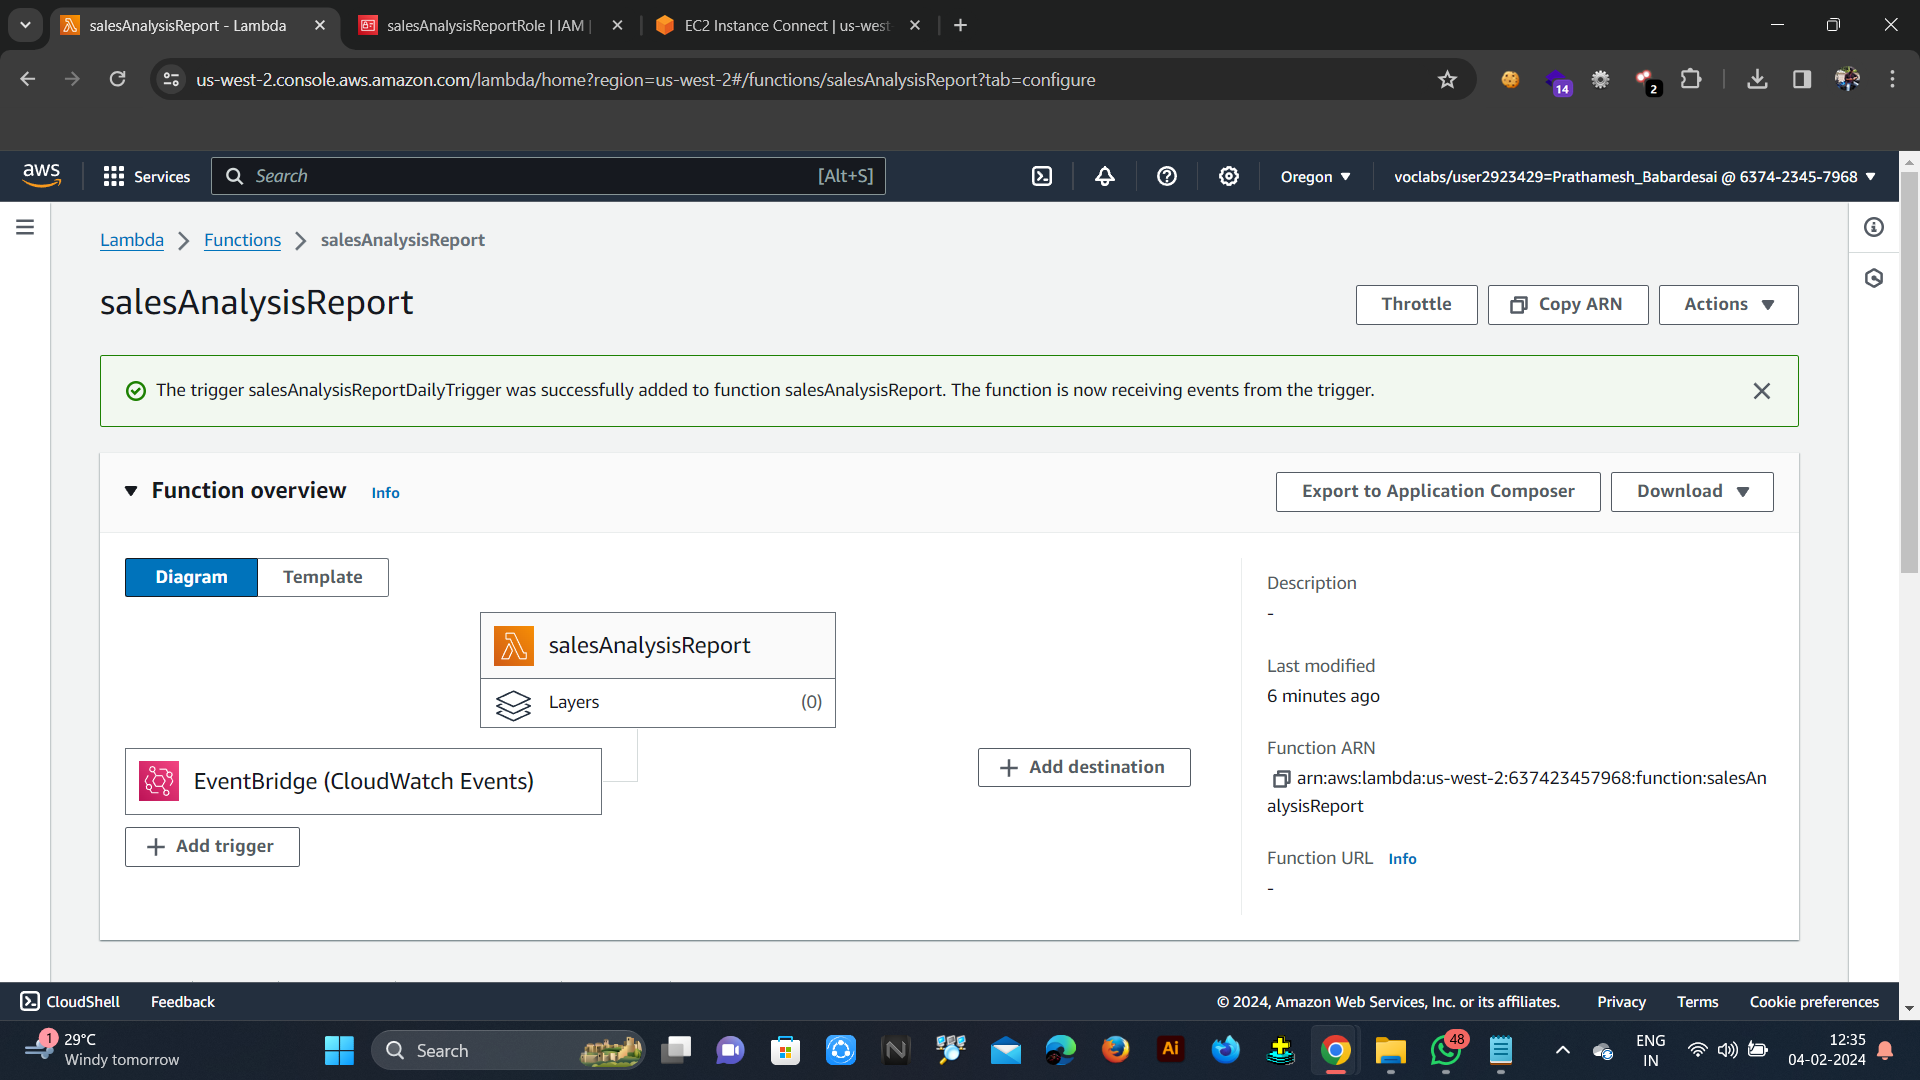 salesAnalysisReport - Lambda
salesAnalysisReportRole | IAM |
EC2 Instance Connect | us-west
us-west-2.console.aws.amazon.com/lambda/home?region=us-west-2#/functions/salesAnalysisReport?tab=configure
14
2
aws
Services
Search
[Alt+S]
Oregon
voclabs/user2923429=Prathamesh_Babardesai @ 6374-2345-7968
Lambda
Functions
salesAnalysisReport
salesAnalysisReport
Throttle
Copy ARN
Actions
The trigger salesAnalysisReportDailyTrigger was successfully added to function salesAnalysisReport. The function is now receiving events from the trigger.
Function overview
Info
Export to Application Composer
Download
Diagram
Template
salesAnalysisReport
Layers
(0)
EventBridge (CloudWatch Events)
Add trigger
Add destination
Description
-
Last modified
6 minutes ago
Function ARN
arn:aws:lambda:us-west-2:637423457968:function:salesAn
alysisReport
Function URL
Info
-
CloudShell
Feedback
© 2024, Amazon Web Services, Inc. or its affiliates.
Privacy
Terms
Cookie preferences
1
29°C
Windy tomorrow
Search
N
Ai
48
ENG
IN
12:35
04-02-2024